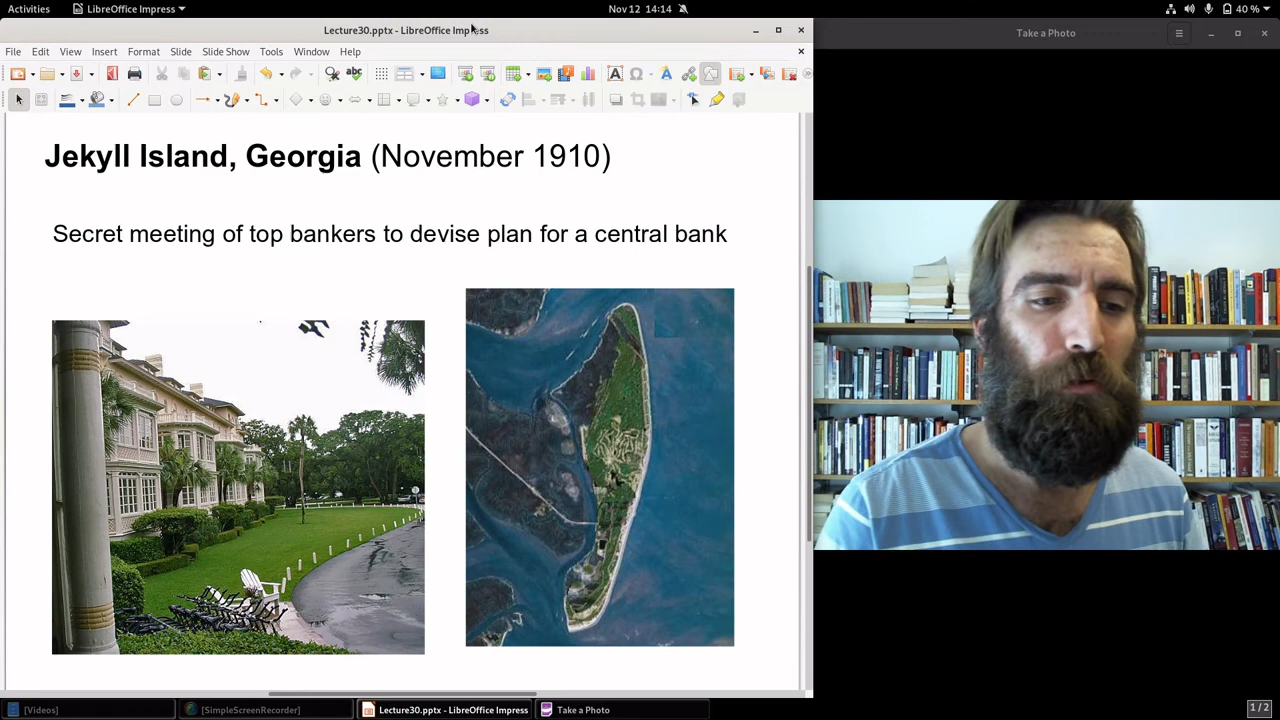 Activities
LibreOffice Impress
Nov 12 14:14
40 %
Lecture30.pptx - LibreOffice Impress
Take a Photo
File Edit View Insert Format Slide Slide Show Tools Window Help
Jekyll Island, Georgia (November 1910)
Secret meeting of top bankers to devise plan for a central bank
[Videos]
[SimpleScreenRecorder]
Lecture30.pptx - LibreOffice Impress
Take a Photo
1 / 2